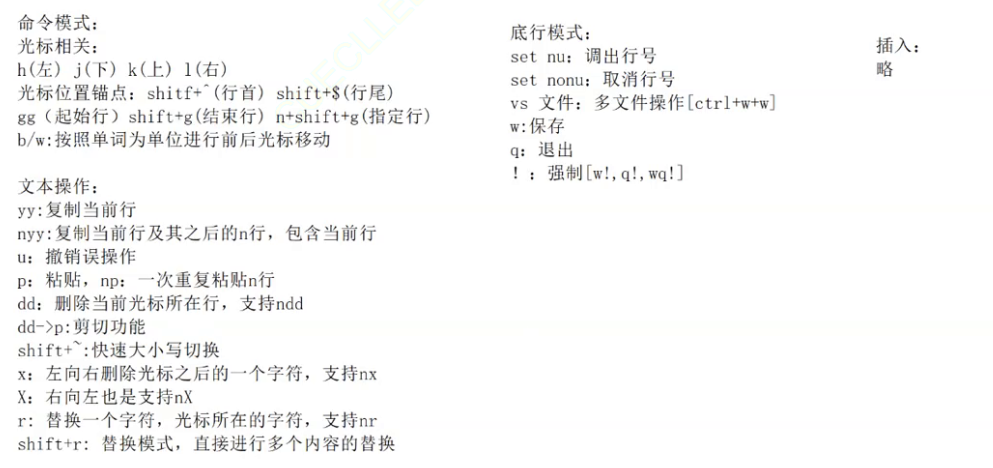 命令模式：
光标相关：
h(左) j(下) k(上) l(右)
光标位置锚点：shitf+^(行首) shift+$(行尾)
gg（起始行）shift+g(结束行) n+shift+g(指定行)
b/w:按照单词为单位进行前后光标移动
文本操作：
yy:复制当前行
nyy:复制当前行及其之后的n行，包含当前行
u：撤销误操作
p：粘贴，np：一次重复粘贴n行
dd：删除当前光标所在行，支持ndd
dd->p:剪切功能
shift+~:快速大小写切换
x：左向右删除光标之后的一个字符，支持nx
X：右向左也是支持nX
r: 替换一个字符，光标所在的字符，支持nr
shift+r: 替换模式，直接进行多个内容的替换
底行模式：
set nu：调出行号
set nonu：取消行号
vs 文件：多文件操作[ctrl+w+w]
w:保存
q：退出
！：强制[w!,q!,wq!]
插入：
略